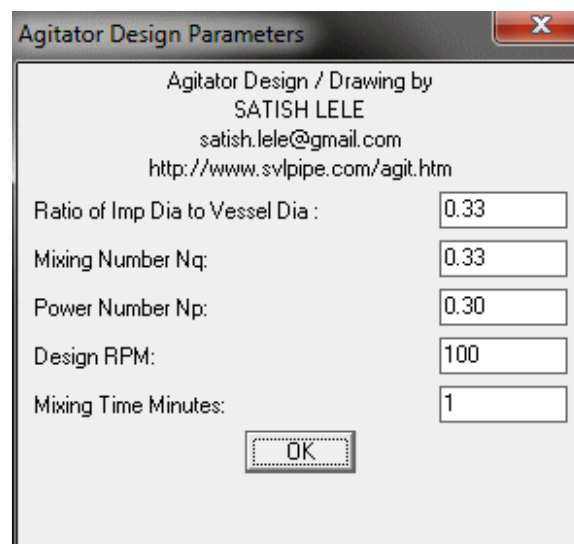 Agitator Design Parameters
X
Agitator Design / Drawing by
SATISH LELE
satish.lele@gmail.com
http://www.svlpipe.com/agit.htm
Ratio of Imp Dia to Vessel Dia : 0.33
Mixing Number Nq: 0.33
Power Number Np: 0.30
Design RPM: 100
Mixing Time Minutes: 1
OK